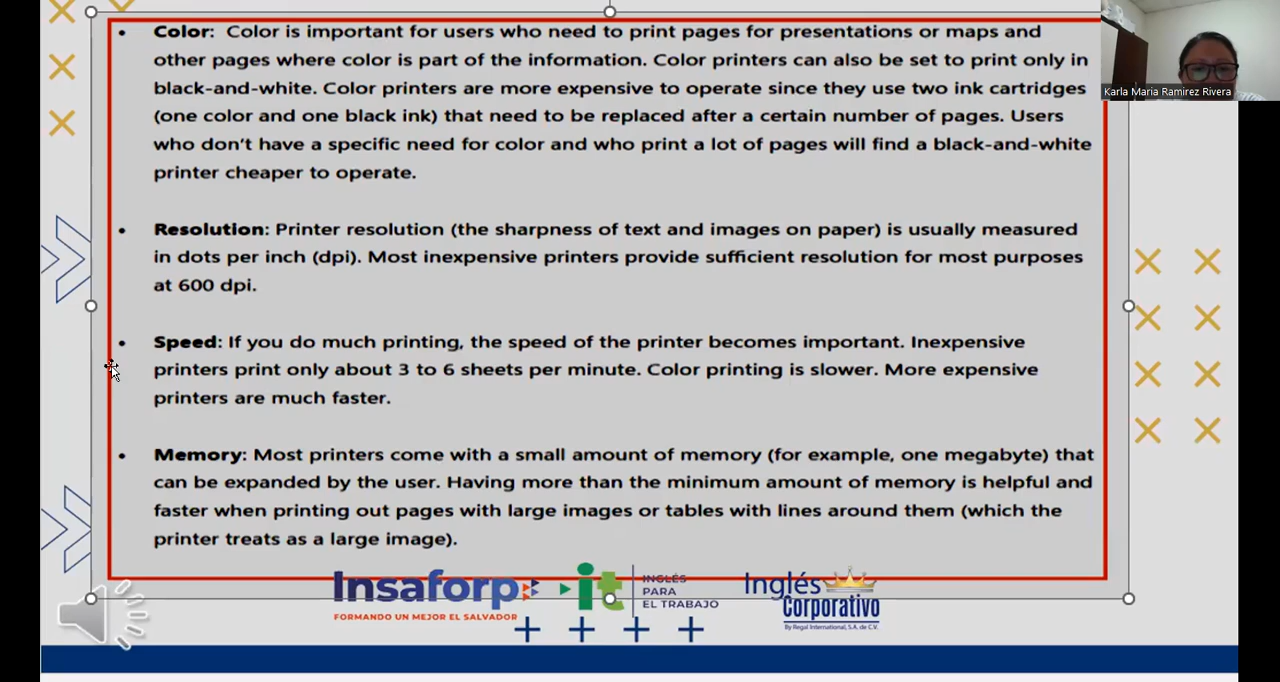 • Color: Color is important for users who need to print pages for presentations or maps and
other pages where color is part of the information. Color printers can also be set to print only in
black-and-white. Color printers are more expensive to operate since they use two ink cartridges
(one color and one black ink) that need to be replaced after a certain number of pages. Users
who don't have a specific need for color and who print a lot of pages will find a black-and-white
printer cheaper to operate.
• Resolution: Printer resolution (the sharpness of text and images on paper) is usually measured
in dots per inch (dpi). Most inexpensive printers provide sufficient resolution for most purposes
at 600 dpi.
• Speed: If you do much printing, the speed of the printer becomes important. Inexpensive
printers print only about 3 to 6 sheets per minute. Color printing is slower. More expensive
printers are much faster.
• Memory: Most printers come with a small amount of memory (for example, one megabyte) that
can be expanded by the user. Having more than the minimum amount of memory is helpful and
faster when printing out pages with large images or tables with lines around them (which the
printer treats as a large image).
Karla Maria Ramirez Rivera
Insaforp
FORMANDO UN MEJOR EL SALVADOR
it
INGLÉS
PARA
EL TRABAJO
Inglés
Corporativo
By Regal International, S.A. de C.V.